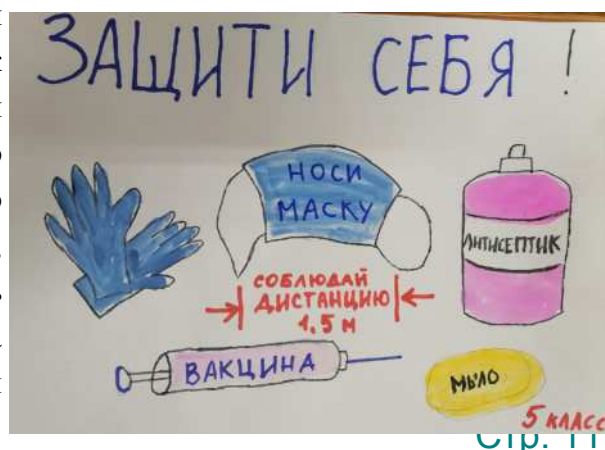 ЗАЩИТИ СЕБЯ!
НОСИ
МАСКУ
АНТИСЕПТИК
СОБЛЮДАЙ
ДИСТАНЦИЮ
1,5 м
ВАКЦИНА
МЫЛО
5 КЛАСС
Стр. 11